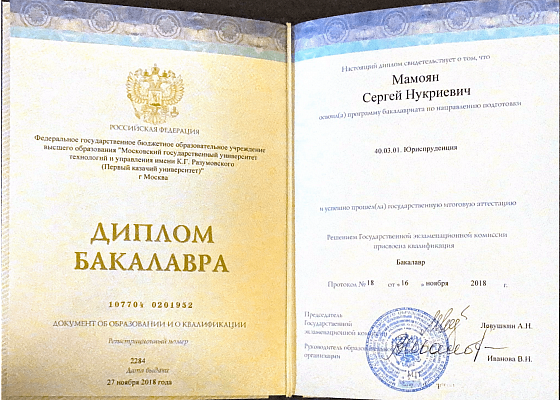 РОССИЙСКАЯ ФЕДЕРАЦИЯ
Федеральное государственное бюджетное образовательное учреждение
высшего образования "Московский государственный университет
технологий и управления имени К.Г. Разумовского
(Первый казачий университет)"
г Москва
ДИПЛОМ
БАКАЛАВРА
107704 0201952
ДОКУМЕНТ ОБ ОБРАЗОВАНИИ И О КВАЛИФИКАЦИИ
Регистрационный номер
2284
Дата выдачи
27 ноября 2018 года
Настоящий диплом свидетельствует о том, что
Мамоян
Сергей Нукриевич
освоил(а) программу бакалавриата по направлению подготовки
40.03.01. Юриспруденция
и успешно прошел(ла) государственную итоговую аттестацию
Решением Государственной экзаменационной комиссии
присвоена квалификация
Бакалавр
Протокол № 18 от « 16 » ноября 2018 г.
Председатель
Государственной
экзаменационной комиссии
Лавушкин А.Н.
Руководитель образовательной
организации
Иванова В.Н.